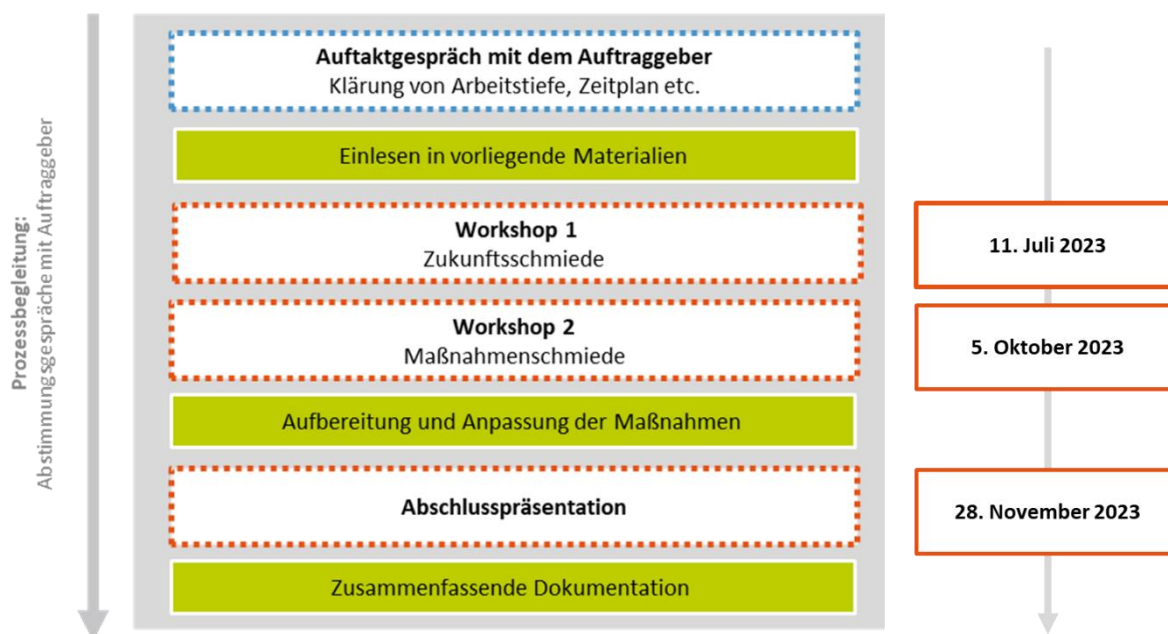 Prozessbegleitung:
Abstimmungsgespräche mit Auftraggeber
Auftaktgespräch mit dem Auftraggeber
Klärung von Arbeitstiefe, Zeitplan etc.
Einlesen in vorliegende Materialien
Workshop 1
Zukunftsschmiede
11. Juli 2023
Workshop 2
Maßnahmenschmiede
5. Oktober 2023
Aufbereitung und Anpassung der Maßnahmen
Abschlusspräsentation
28. November 2023
Zusammenfassende Dokumentation